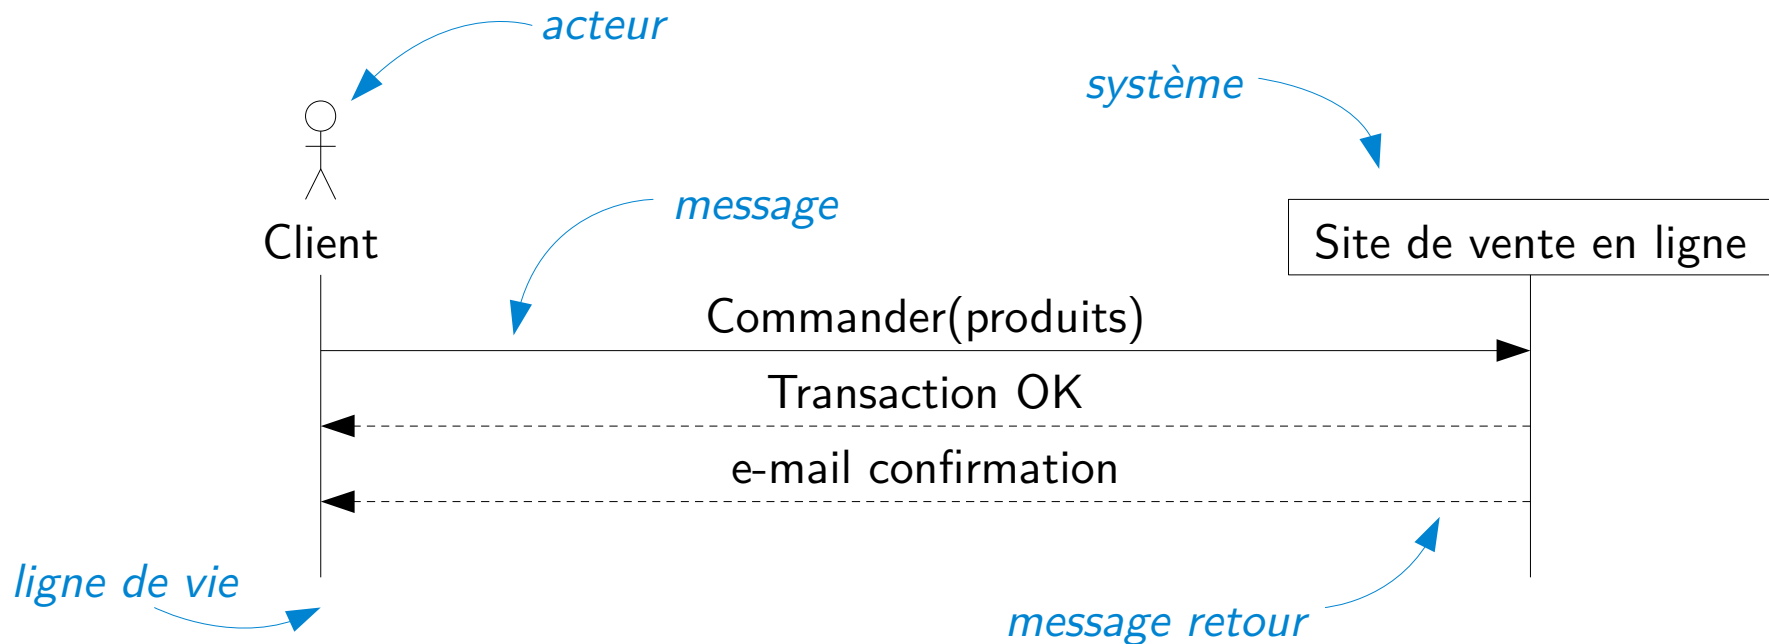 acteur
système
message
Client
Site de vente en ligne
Commander(produits)
Transaction OK
e-mail confirmation
ligne de vie
message retour